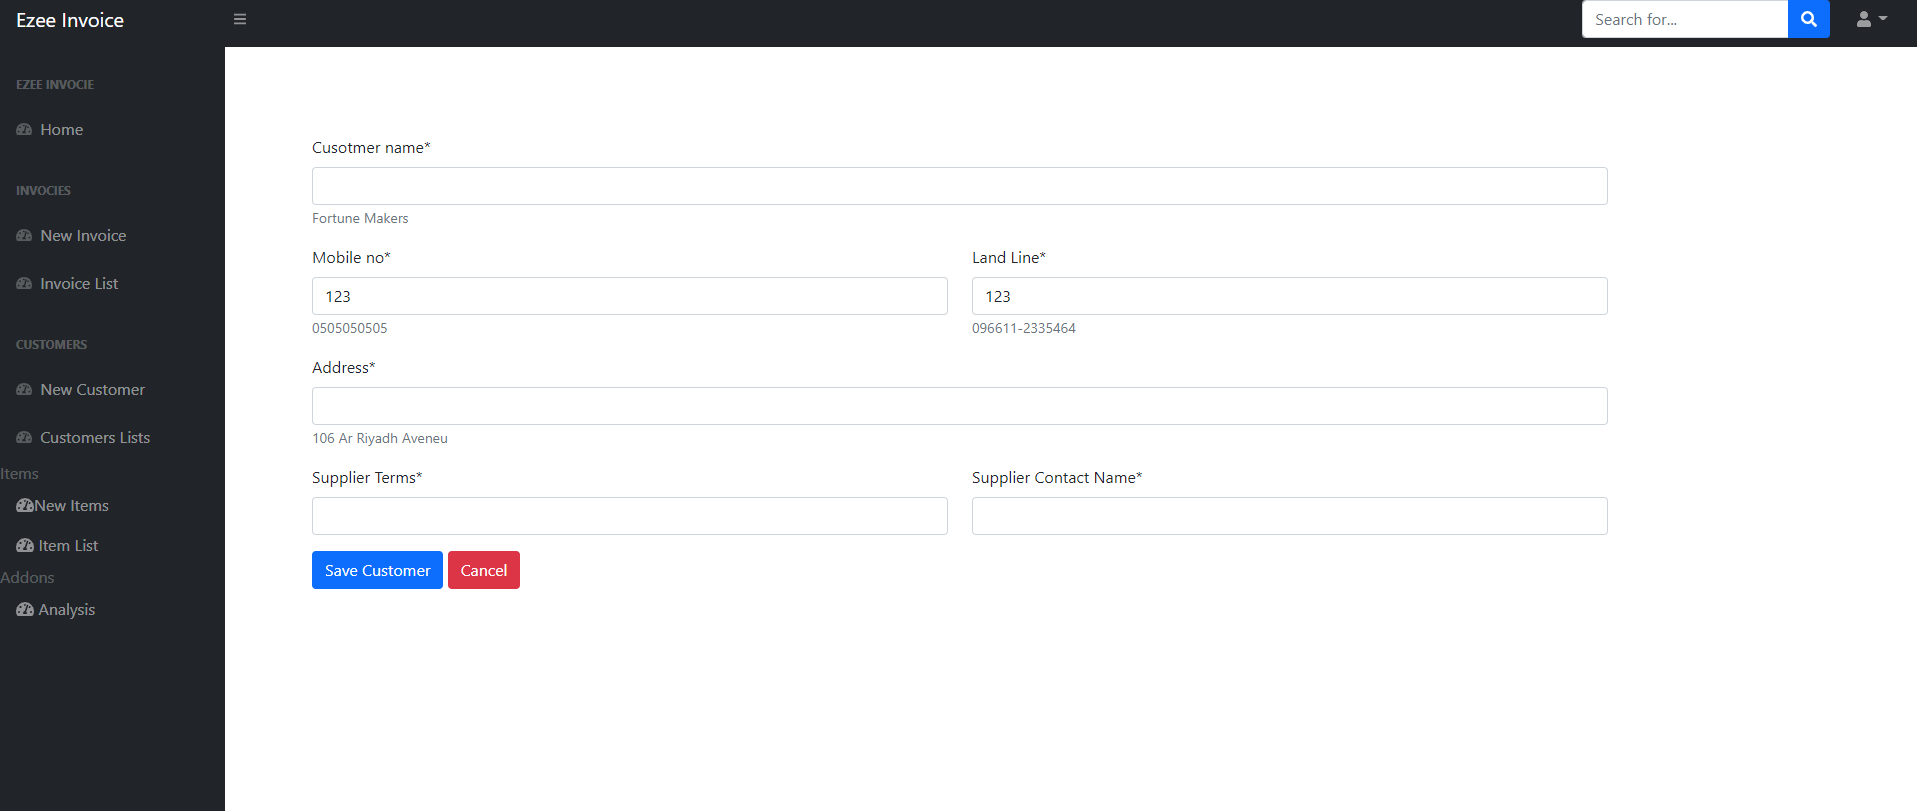 Ezee Invoice
Search for...
EZEE INVOCIE
Home
INVOCIES
New Invoice
Invoice List
CUSTOMERS
New Customer
Customers Lists
Items
New Items
Item List
Addons
Analysis
Cusotmer name*
Fortune Makers
Mobile no* Land Line*
123 123
0505050505 096611-2335464
Address*
106 Ar Riyadh Aveneu
Supplier Terms* Supplier Contact Name*
Save Customer Cancel